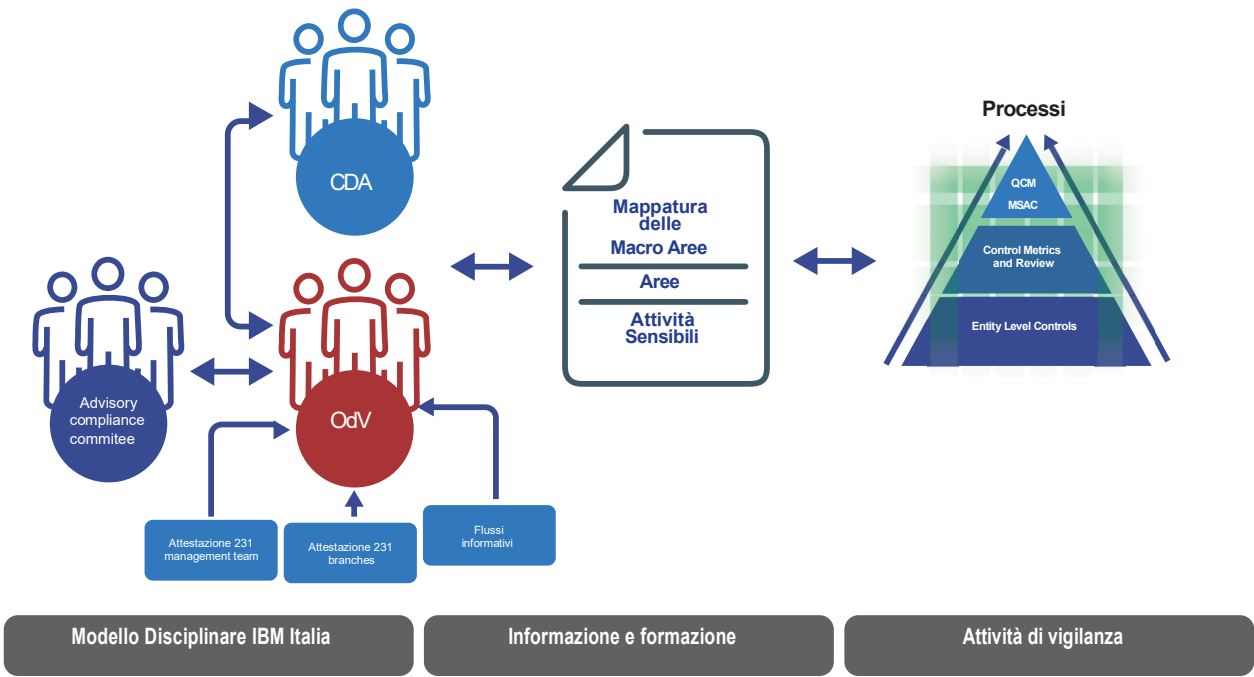 CDA
Advisory
compliance
commitee
OdV
Attestazione 231
management team
Attestazione 231
branches
Flussi
informativi
Mappatura
delle
Macro Aree
Aree
Attività
Sensibili
Processi
QCM
MSAC
Control Metrics
and Review
Entity Level Controls
Modello Disciplinare IBM Italia
Informazione e formazione
Attività di vigilanza